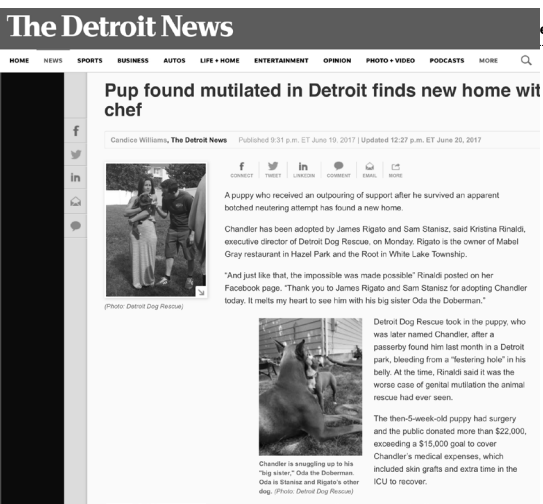 The Detroit News
HOME NEWS SPORTS BUSINESS AUTOS LIFE + HOME ENTERTAINMENT OPINION PHOTO + VIDEO PODCASTS MORE
Pup found mutilated in Detroit finds new home wit
chef
Candice Williams, The Detroit News Published 9:31 p.m. ET June 19, 2017 | Updated 12:27 p.m. ET June 20, 2017
CONNECT TWEET LINKEDIN COMMENT EMAIL MORE
A puppy who received an outpouring of support after he survived an apparent
botched neutering attempt has found a new home.
Chandler has been adopted by James Rigato and Sam Stanisz, said Kristina Rinaldi,
executive director of Detroit Dog Rescue, on Monday. Rigato is the owner of Mabel
Gray restaurant in Hazel Park and the Root in White Lake Township.
"And just like that, the impossible was made possible" Rinaldi posted on her
Facebook page. "Thank you to James Rigato and Sam Stanisz for adopting Chandler
today. It melts my heart to see him with his big sister Oda the Doberman."
(Photo: Detroit Dog Rescue)
Detroit Dog Rescue took in the puppy, who
was later named Chandler, after a
passerby found him last month in a Detroit
park, bleeding from a "festering hole" in his
belly. At the time, Rinaldi said it was the
worse case of genital mutilation the animal
rescue had ever seen.
The then-5-week-old puppy had surgery
and the public donated more than $22,000,
exceeding a $15,000 goal to cover
Chandler's medical expenses, which
included skin grafts and extra time in the
ICU to recover.
Chandler is snuggling up to his
"big sister," Oda the Doberman.
Oda is Stanisz and Rigato's other
dog. (Photo: Detroit Dog Rescue)